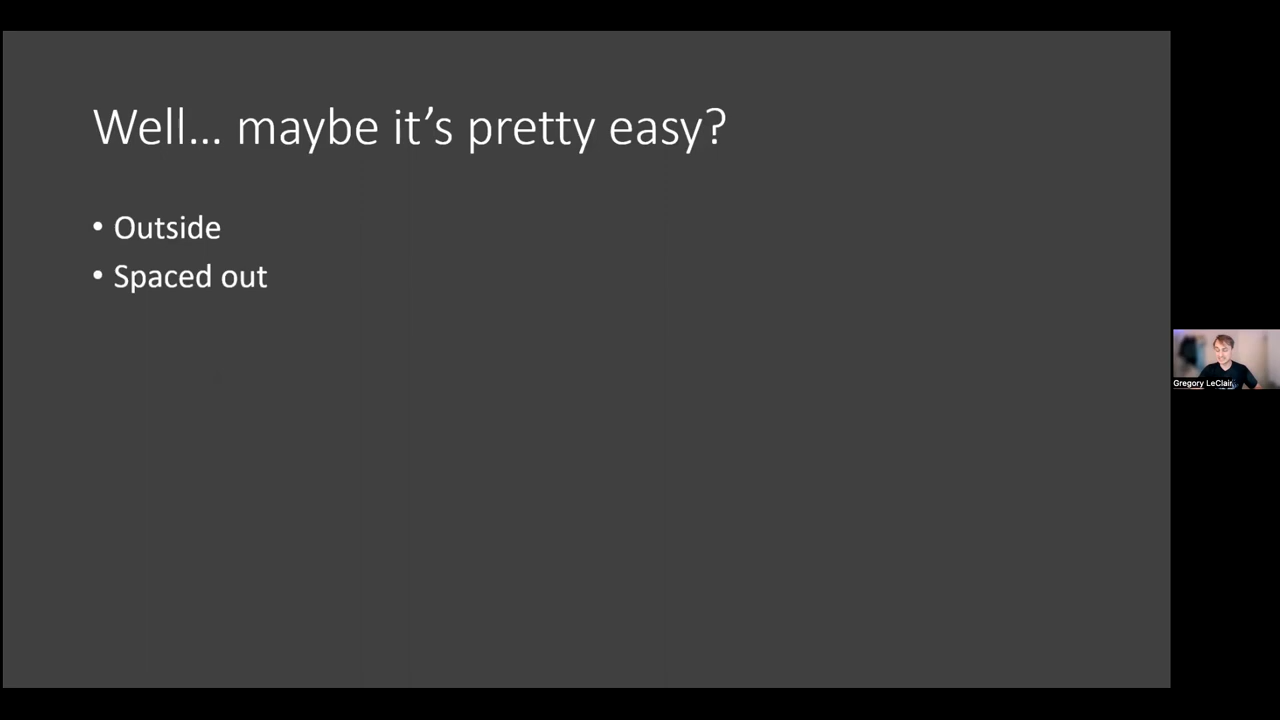 Well... maybe it's pretty easy?
• Outside
• Spaced out
Gregory LeClair